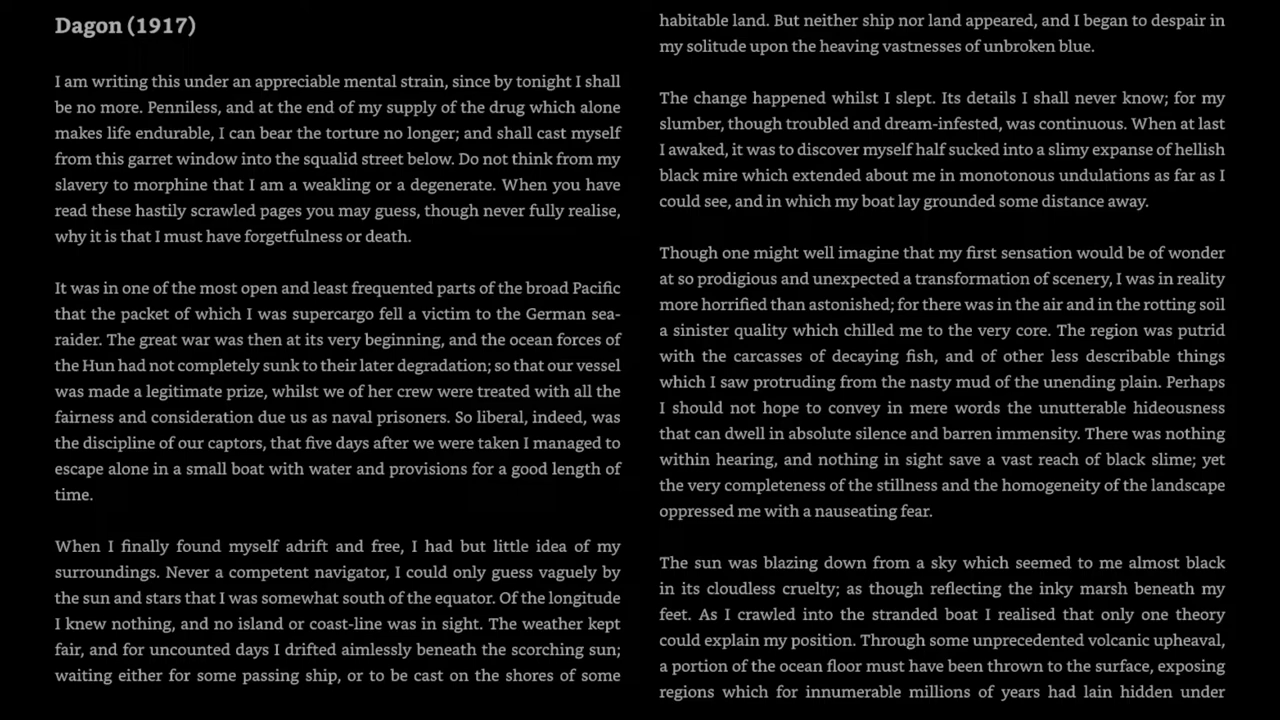 Dagon (1917)
I am writing this under an appreciable mental strain, since by tonight I shall
be no more. Penniless, and at the end of my supply of the drug which alone
makes life endurable, I can bear the torture no longer; and shall cast myself
from this garret window into the squalid street below. Do not think from my
slavery to morphine that I am a weakling or a degenerate. When you have
read these hastily scrawled pages you may guess, though never fully realise,
why it is that I must have forgetfulness or death.
It was in one of the most open and least frequented parts of the broad Pacific
that the packet of which I was supercargo fell a victim to the German sea-
raider. The great war was then at its very beginning, and the ocean forces of
the Hun had not completely sunk to their later degradation; so that our vessel
was made a legitimate prize, whilst we of her crew were treated with all the
fairness and consideration due us as naval prisoners. So liberal, indeed, was
the discipline of our captors, that five days after we were taken I managed to
escape alone in a small boat with water and provisions for a good length of
time.
When I finally found myself adrift and free, I had but little idea of my
surroundings. Never a competent navigator, I could only guess vaguely by
the sun and stars that I was somewhat south of the equator. Of the longitude
I knew nothing, and no island or coast-line was in sight. The weather kept
fair, and for uncounted days I drifted aimlessly beneath the scorching sun;
waiting either for some passing ship, or to be cast on the shores of some
habitable land. But neither ship nor land appeared, and I began to despair in
my solitude upon the heaving vastnesses of unbroken blue.
The change happened whilst I slept. Its details I shall never know; for my
slumber, though troubled and dream-infested, was continuous. When at last
I awaked, it was to discover myself half sucked into a slimy expanse of hellish
black mire which extended about me in monotonous undulations as far as I
could see, and in which my boat lay grounded some distance away.
Though one might well imagine that my first sensation would be of wonder
at so prodigious and unexpected a transformation of scenery, I was in reality
more horrified than astonished; for there was in the air and in the rotting soil
a sinister quality which chilled me to the very core. The region was putrid
with the carcasses of decaying fish, and of other less describable things
which I saw protruding from the nasty mud of the unending plain. Perhaps
I should not hope to convey in mere words the unutterable hideousness
that can dwell in absolute silence and barren immensity. There was nothing
within hearing, and nothing in sight save a vast reach of black slime; yet
the very completeness of the stillness and the homogeneity of the landscape
oppressed me with a nauseating fear.
The sun was blazing down from a sky which seemed to me almost black
in its cloudless cruelty; as though reflecting the inky marsh beneath my
feet. As I crawled into the stranded boat I realised that only one theory
could explain my position. Through some unprecedented volcanic upheaval,
a portion of the ocean floor must have been thrown to the surface, exposing
regions which for innumerable millions of years had lain hidden under